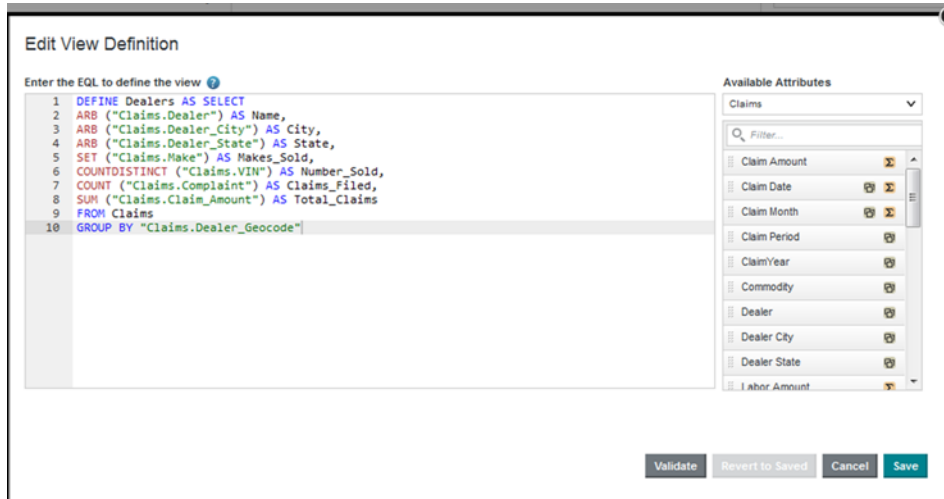 Edit View Definition
Enter the EQL to define the view ?
1 DEFINE Dealers AS SELECT
2 ARB ("Claims.Dealer") AS Name,
3 ARB ("Claims.Dealer_City") AS City,
4 ARB ("Claims.Dealer_State") AS State,
5 SET ("Claims.Make") AS Makes_Sold,
6 COUNTDISTINCT ("Claims.VIN") AS Number_Sold,
7 COUNT ("Claims.Complaint") AS Claims_Filed,
8 SUM ("Claims.Claim_Amount") AS Total_Claims
9 FROM Claims
10 GROUP BY "Claims.Dealer_Geocode"
Available Attributes
Claims
Filter...
Claim Amount Σ
Claim Date Σ
Claim Month Σ
Claim Period
ClaimYear
Commodity
Dealer
Dealer City
Dealer State
Labor Amount Σ
Validate
Revert to Saved
Cancel
Save